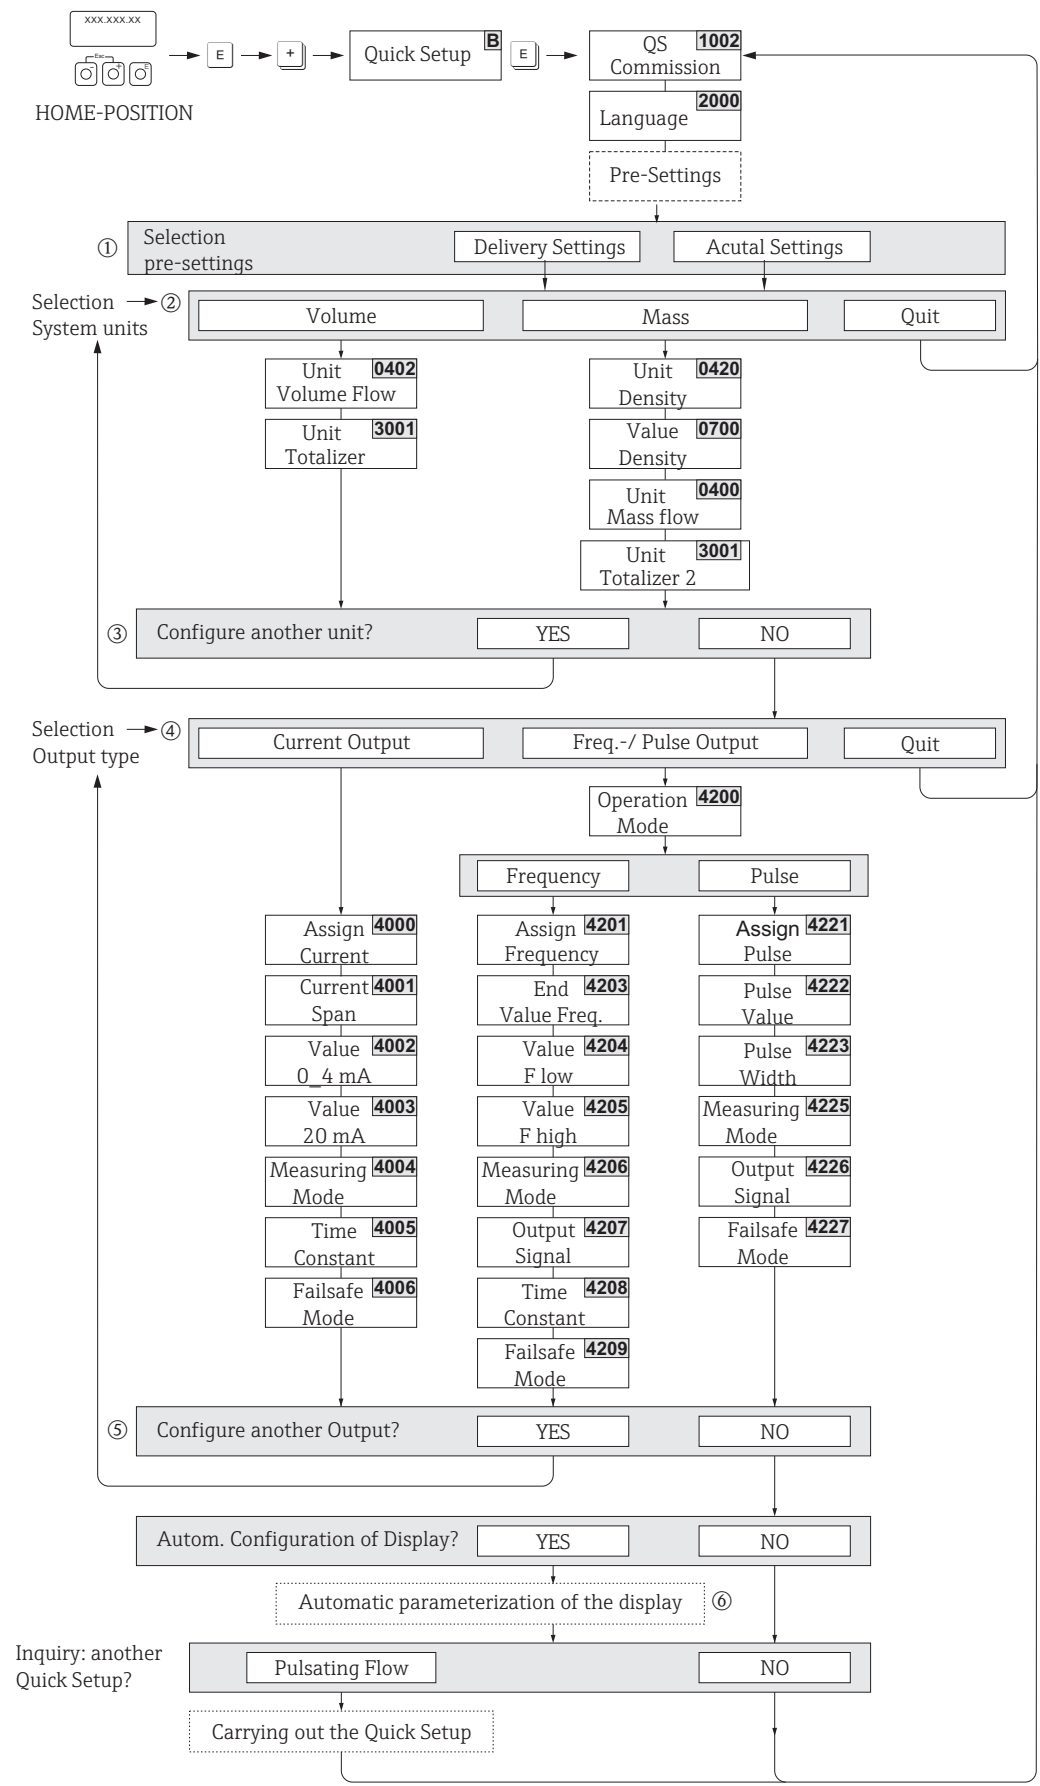 XXX.XXX.XX
Esc
- + E
HOME-POSITION
E
+
Quick Setup B
E
QS 1002
Commission
2000
Language
Pre-Settings
① Selection
pre-settings
Delivery Settings
Acutal Settings
Selection ②
System units
Volume
Mass
Quit
Unit 0402
Volume Flow
Unit 3001
Totalizer
Unit 0420
Density
Value 0700
Density
Unit 0400
Mass flow
Unit 3001
Totalizer 2
③ Configure another unit? YES NO
Selection ④
Output type
Current Output
Freq.-/ Pulse Output
Quit
Operation 4200
Mode
Frequency
Pulse
Assign 4000
Current
Current 4001
Span
Value 4002
0_4 mA
Value 4003
20 mA
Measuring 4004
Mode
Time 4005
Constant
Failsafe 4006
Mode
Assign 4201
Frequency
End 4203
Value Freq.
Value 4204
F low
Value 4205
F high
Measuring 4206
Mode
Output 4207
Signal
Time 4208
Constant
Failsafe 4209
Mode
Assign 4221
Pulse
Pulse 4222
Value
Pulse 4223
Width
Measuring 4225
Mode
Output 4226
Signal
Failsafe 4227
Mode
⑤ Configure another Output? YES NO
Autom. Configuration of Display? YES NO
Automatic parameterization of the display ⑥
Inquiry: another
Quick Setup?
Pulsating Flow
NO
Carrying out the Quick Setup